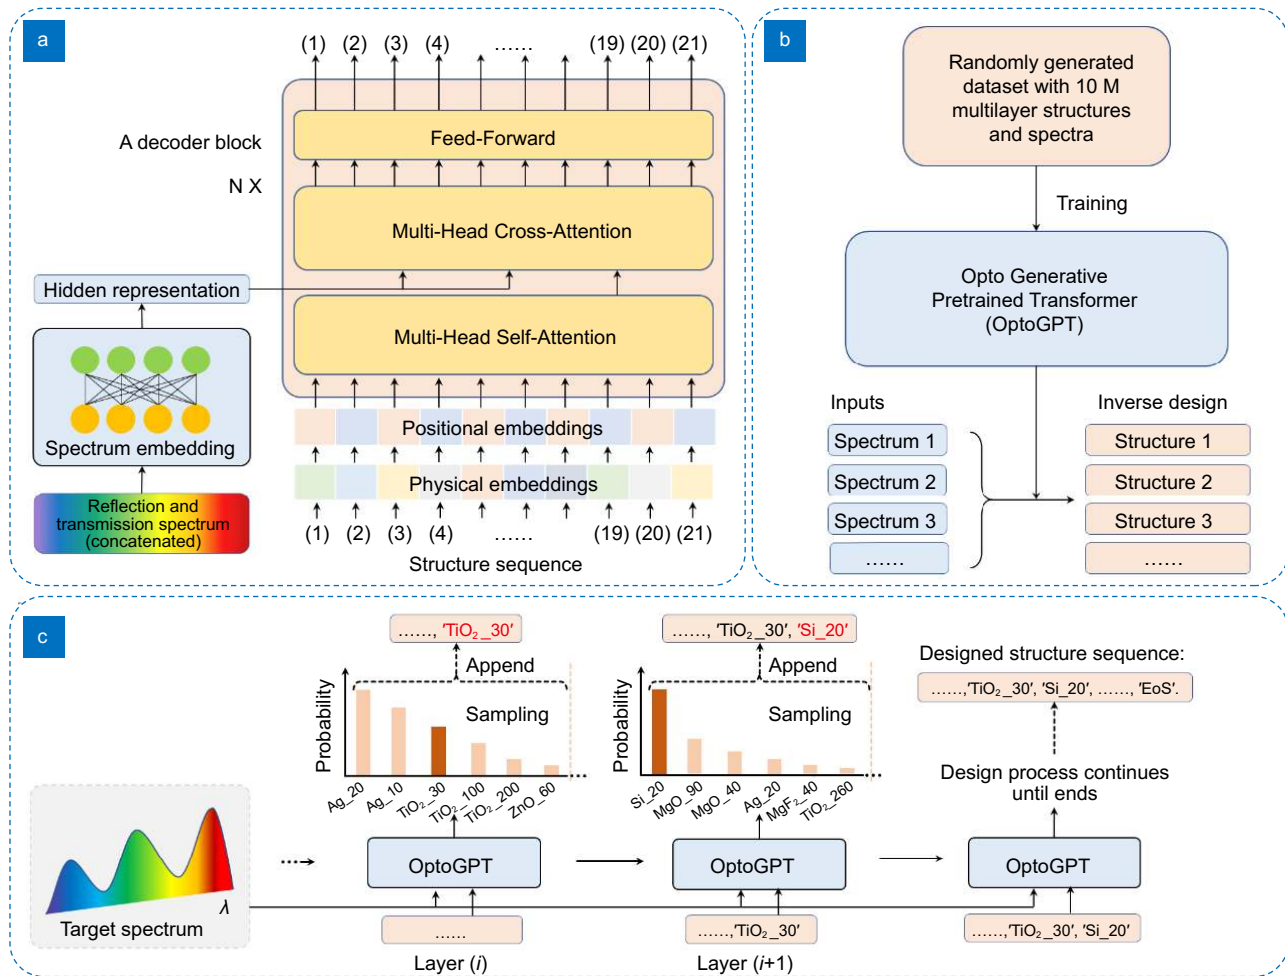 a
(1) (2) (3) (4) …… (19) (20) (21)
A decoder block
N X
Feed-Forward
Multi-Head Cross-Attention
Hidden representation
Multi-Head Self-Attention
Spectrum embedding
Positional embeddings
Physical embeddings
Reflection and
transmission spectrum
(concatenated)
(1) (2) (3) (4) …… (19) (20) (21)
Structure sequence
b
Randomly generated
dataset with 10 M
multilayer structures
and spectra
Training
Opto Generative
Pretrained Transformer
(OptoGPT)
Inputs
Inverse design
Spectrum 1
Structure 1
Spectrum 2
Structure 2
Spectrum 3
Structure 3
……
……
c
……, 'TiO₂_30'
Append
Sampling
Probability
Ag_20
Ag_10
TiO₂_30
TiO₂_100
TiO₂_200
ZnO_60
……, 'TiO₂_30', 'Si_20'
Append
Sampling
Probability
Si_20
MgO_90
MgO_40
Ag_20
MgF₂_40
TiO₂_260
Designed structure sequence:
……,'TiO₂_30', 'Si_20', ……, 'EoS'.
Design process continues
until ends
λ
Target spectrum
OptoGPT
OptoGPT
OptoGPT
……
……,'TiO₂_30'
……,'TiO₂_30', 'Si_20'
Layer (i)
Layer (i+1)